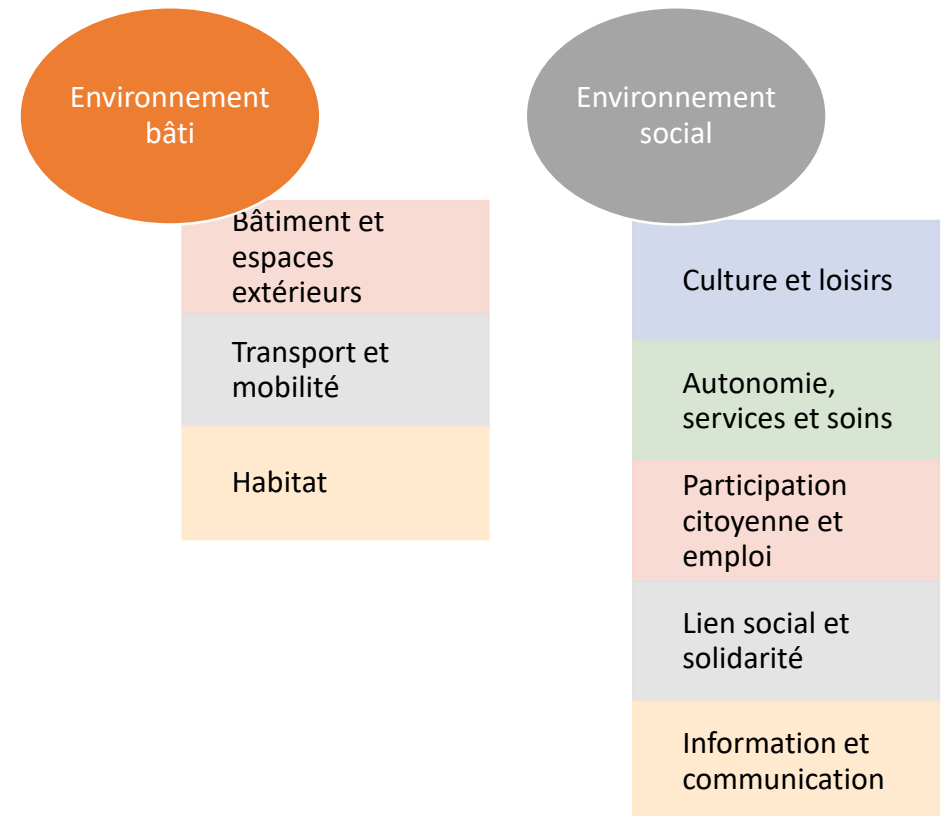 Environnement
bâti
Bâtiment et
espaces
extérieurs
Transport et
mobilité
Habitat
Environnement
social
Culture et loisirs
Autonomie,
services et soins
Participation
citoyenne et
emploi
Lien social et
solidarité
Information et
communication